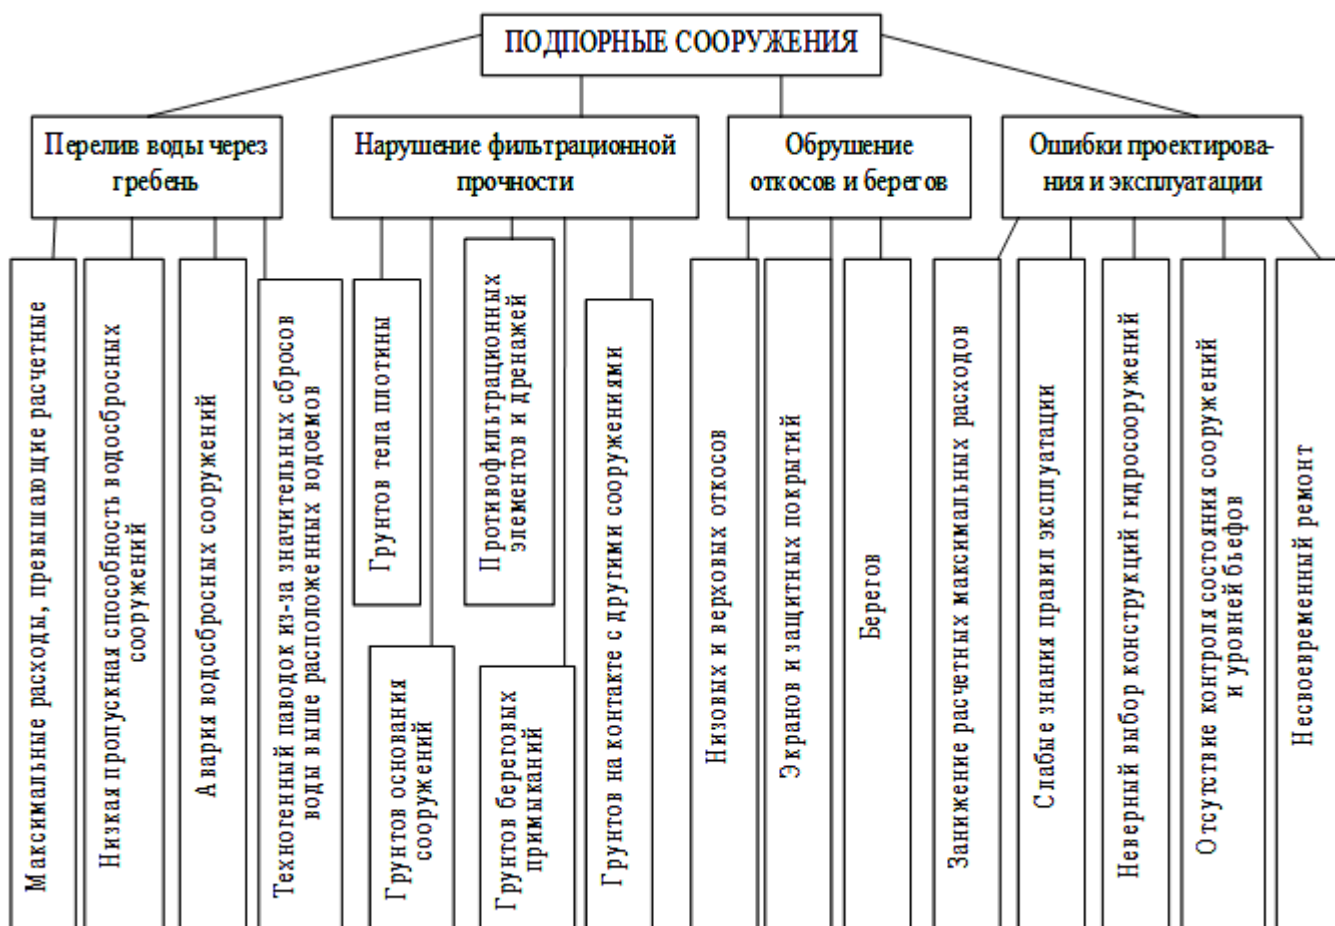 ПОДПОРНЫЕ СООРУЖЕНИЯ
Перелив воды через
гребень
Нарушение фильтрационной
прочности
Обрушение
откосов и берегов
Ошибки проектирова-
ния и эксплуатации
Максимальные расходы, превышающие расчетные
Низкая пропускная способность водосбросных
сооружений
Авария водосбросных сооружений
Технотенный паводок из-за значительных сбросов
воды выше расположенных водоемов
Грунтов тела плотины
Грунтов основания
сооружений
Противофильтрационных
элементов и дренажей
Грунтов береговых
примыканий
Грунтов на контакте с другими сооружениями
Низовых и верховых откосов
Экранов и защитных покрытий
Берегов
Занижение расчетных максимальных расходов
Слабые знания правил эксплуатации
Неверный выбор конструкций гидросооружений
Отсутствие контроля состояния сооружений
и уровней бьефов
Несвоевременный ремонт